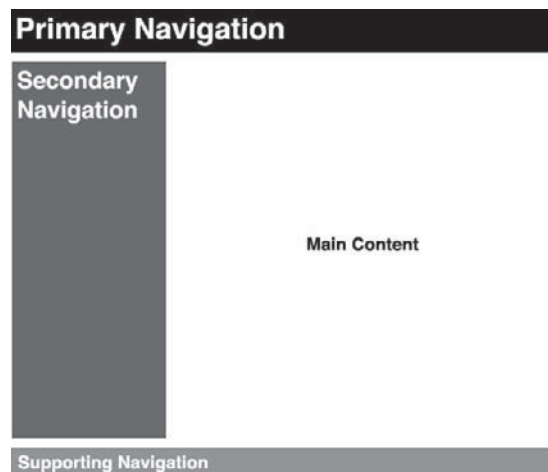 Primary Navigation
Secondary
Navigation
Main Content
Supporting Navigation